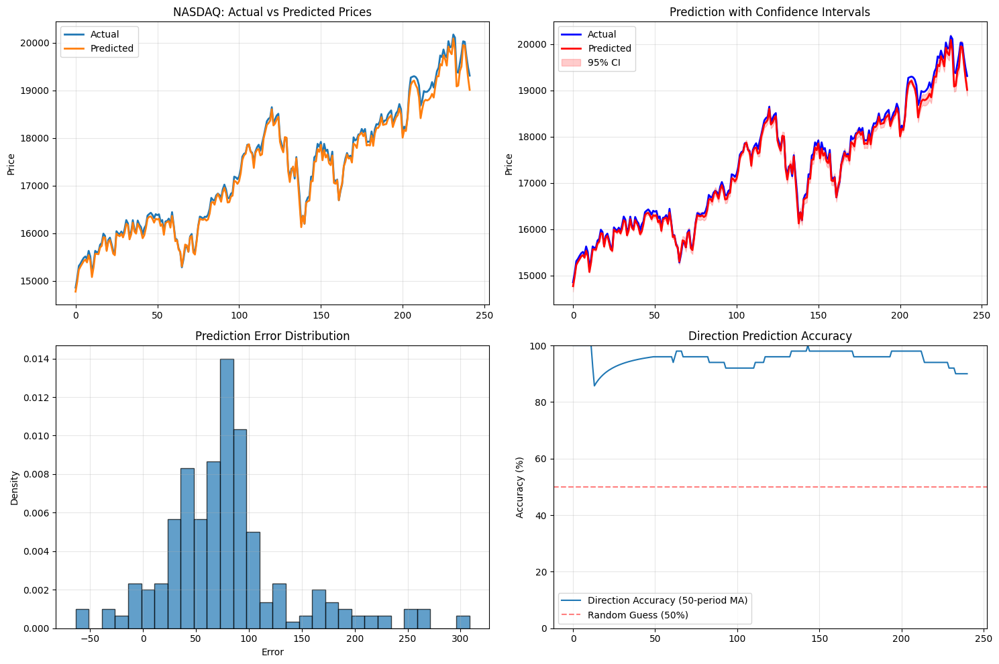 NASDAQ: Actual vs Predicted Prices
Actual
Predicted
Price
20000
19000
18000
17000
16000
15000
0 50 100 150 200 250
Prediction with Confidence Intervals
Actual
Predicted
95% CI
Price
20000
19000
18000
17000
16000
15000
0 50 100 150 200 250
Prediction Error Distribution
Density
0.014
0.012
0.010
0.008
0.006
0.004
0.002
0.000
−50 0 50 100 150 200 250 300
Error
Direction Prediction Accuracy
Accuracy (%)
100
80
60
40
20
0
Direction Accuracy (50-period MA)
Random Guess (50%)
0 50 100 150 200 250